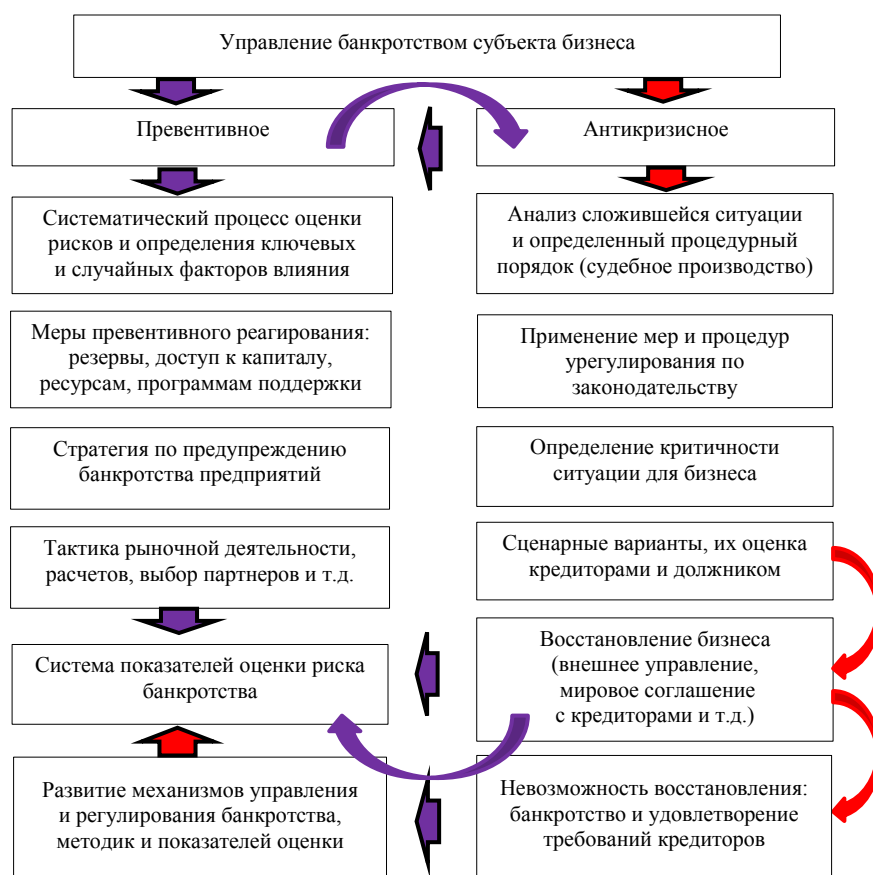 Управление банкротством субъекта бизнеса
Превентивное
Антикризисное
Систематический процесс оценки
рисков и определения ключевых
и случайных факторов влияния
Анализ сложившейся ситуации
и определенный процедурный
порядок (судебное производство)
Меры превентивного реагирования:
резервы, доступ к капиталу,
ресурсам, программам поддержки
Применение мер и процедур
урегулирования по
законодательству
Стратегия по предупреждению
банкротства предприятий
Определение критичности
ситуации для бизнеса
Тактика рыночной деятельности,
расчетов, выбор партнеров и т.д.
Сценарные варианты, их оценка
кредиторами и должником
Система показателей оценки риска
банкротства
Восстановление бизнеса
(внешнее управление,
мировое соглашение
с кредиторами и т.д.)
Развитие механизмов управления
и регулирования банкротства,
методик и показателей оценки
Невозможность восстановления:
банкротство и удовлетворение
требований кредиторов